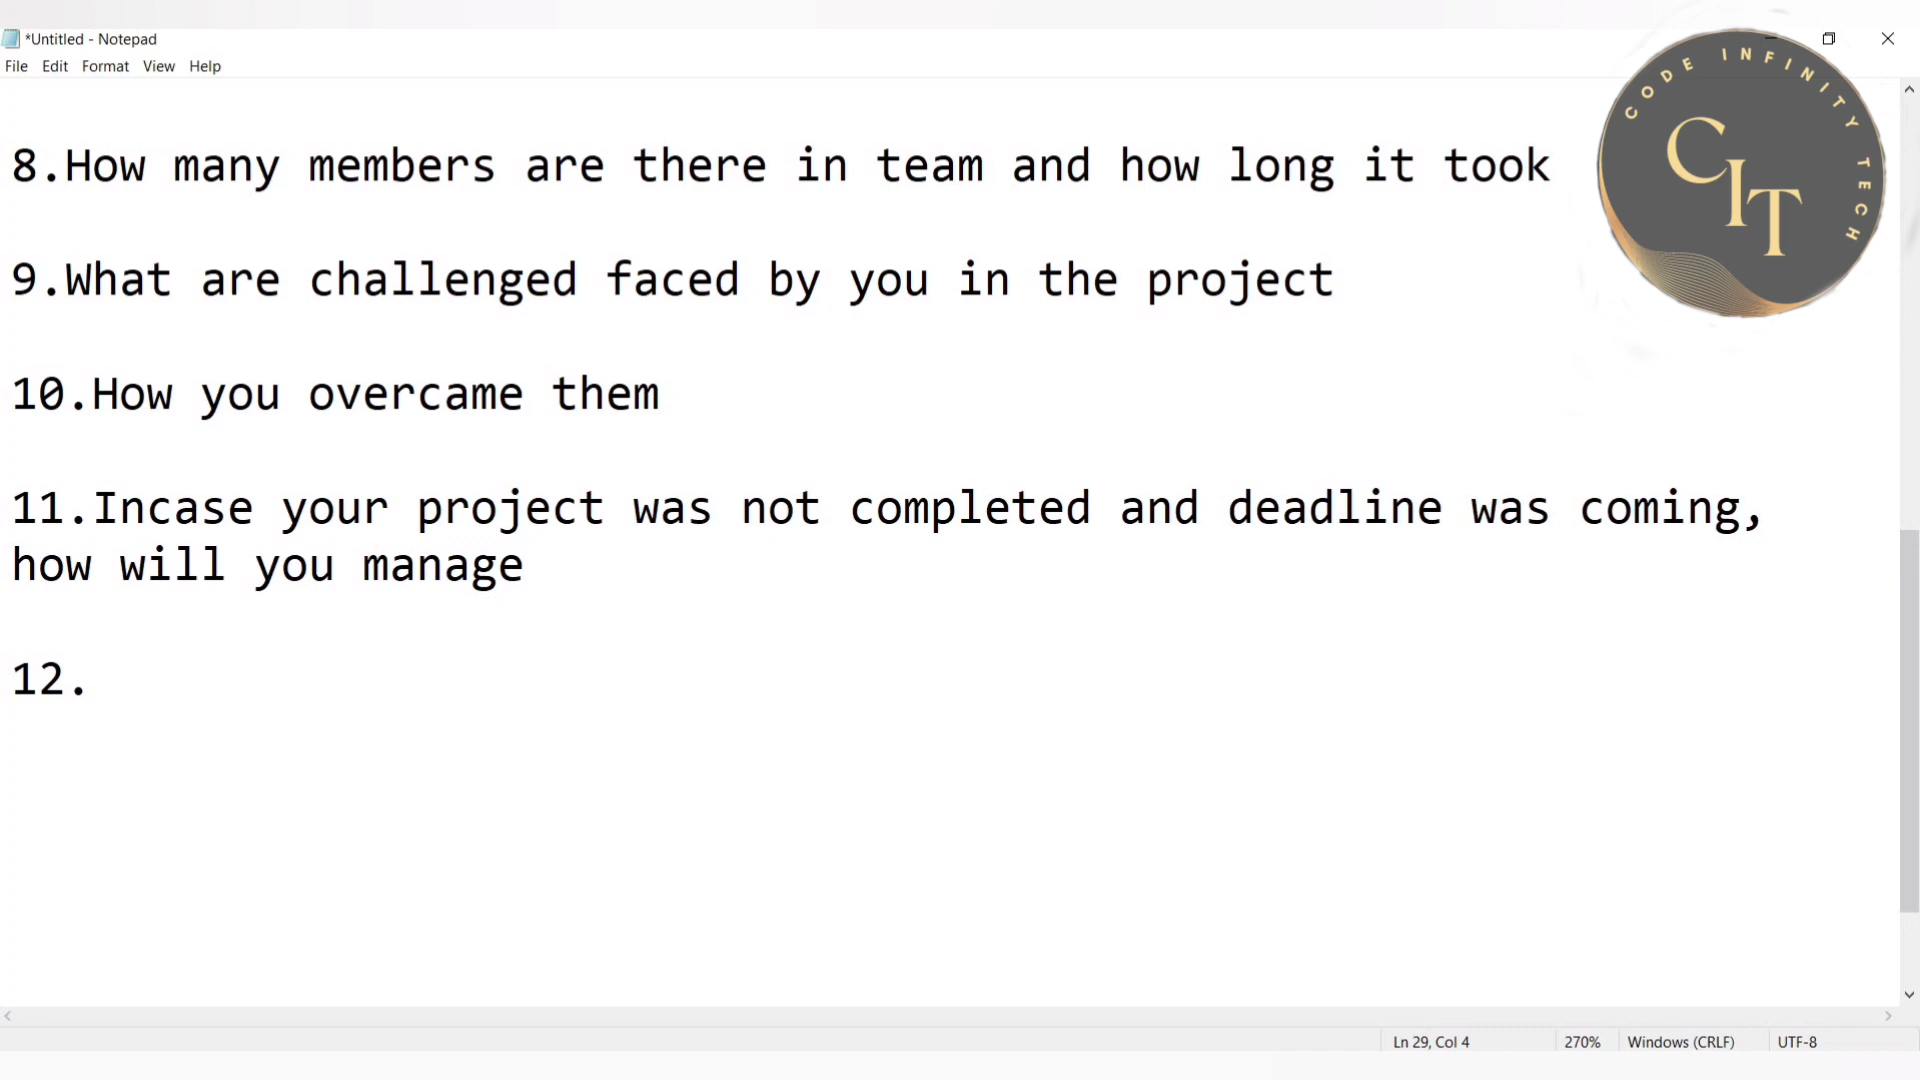 *Untitled - Notepad
File Edit Format View Help
CODE INFINITY TECH
CIT
8.How many members are there in team and how long it took
9.What are challenged faced by you in the project
10.How you overcame them
11.Incase your project was not completed and deadline was coming,
how will you manage
12.
Ln 29, Col 4 270% Windows (CRLF) UTF-8